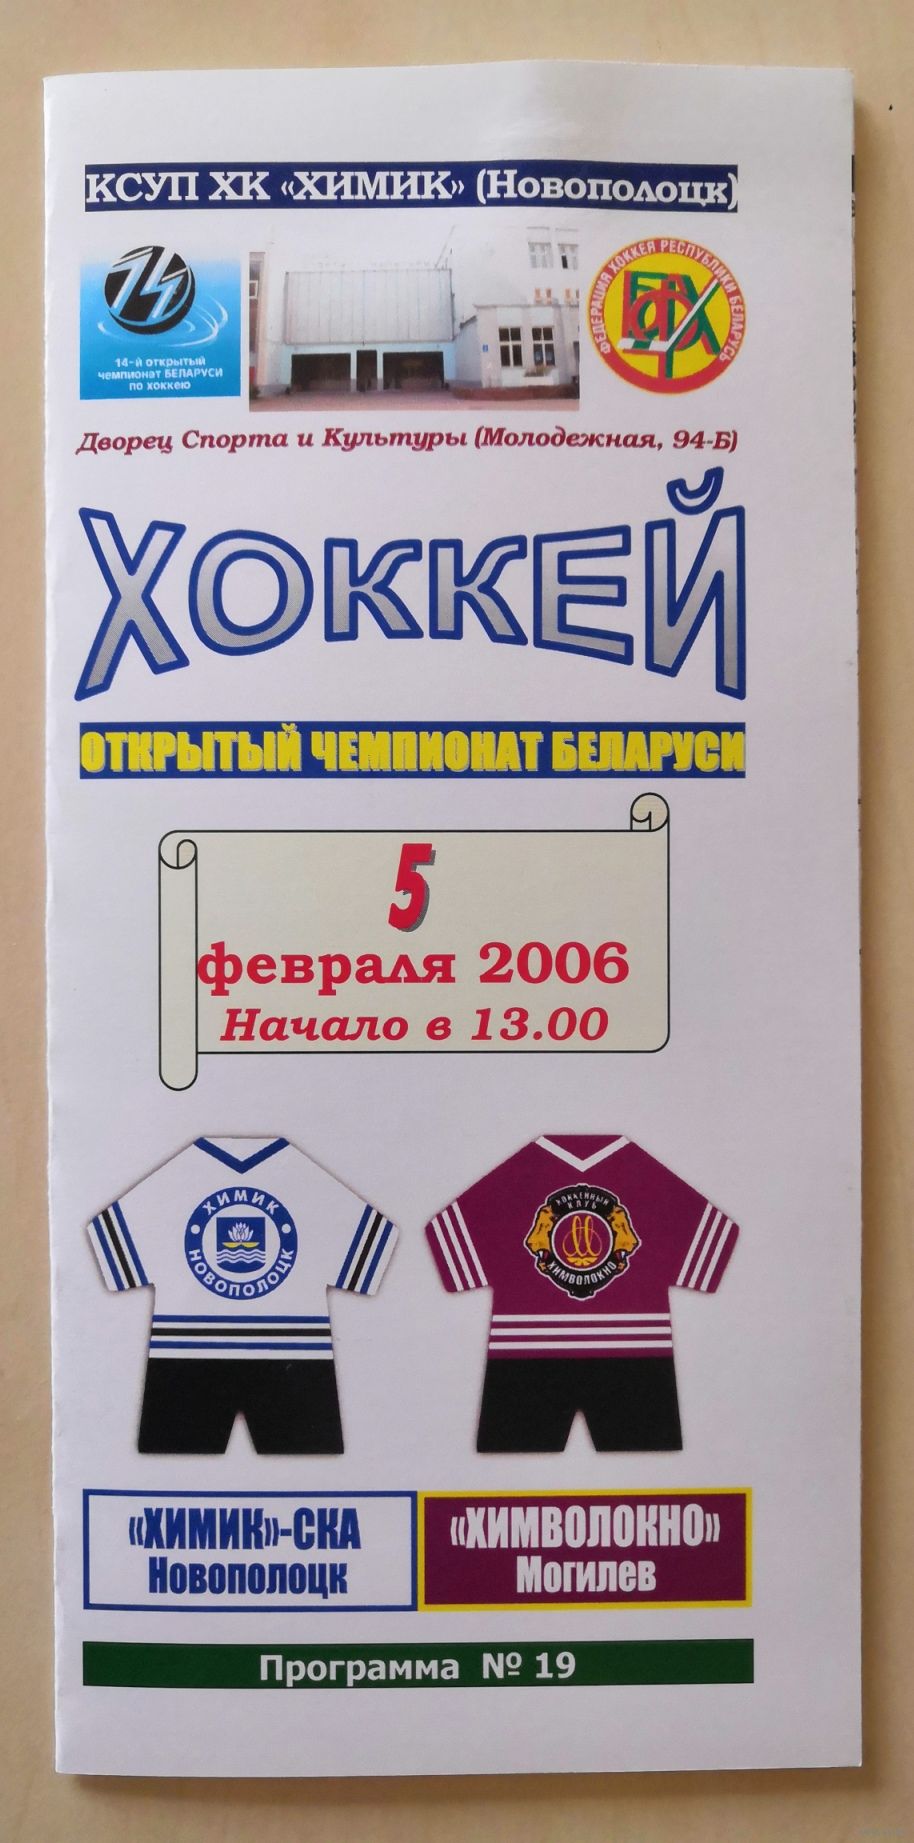 КСУП ХК «ХИМИК» (Новополоцк)
14-й открытый
чемпионат БЕЛАРУСИ
по хоккею
ФЕДЕРАЦИЯ ХОККЕЯ РЕСПУБЛИКИ БЕЛАРУСЬ
Дворец Спорта и Культуры (Молодежная, 94-Б)
ХОККЕЙ
ОТКРЫТЫЙ ЧЕМПИОНАТ БЕЛАРУСИ
5
февраля 2006
Начало в 13.00
ХИМИК
НОВОПОЛОЦК
ХОККЕЙНЫЙ
КЛУБ
ХИМВОЛОКНО
«ХИМИК»-СКА
Новополоцк
«ХИМВОЛОКНО»
Могилев
Программа № 19